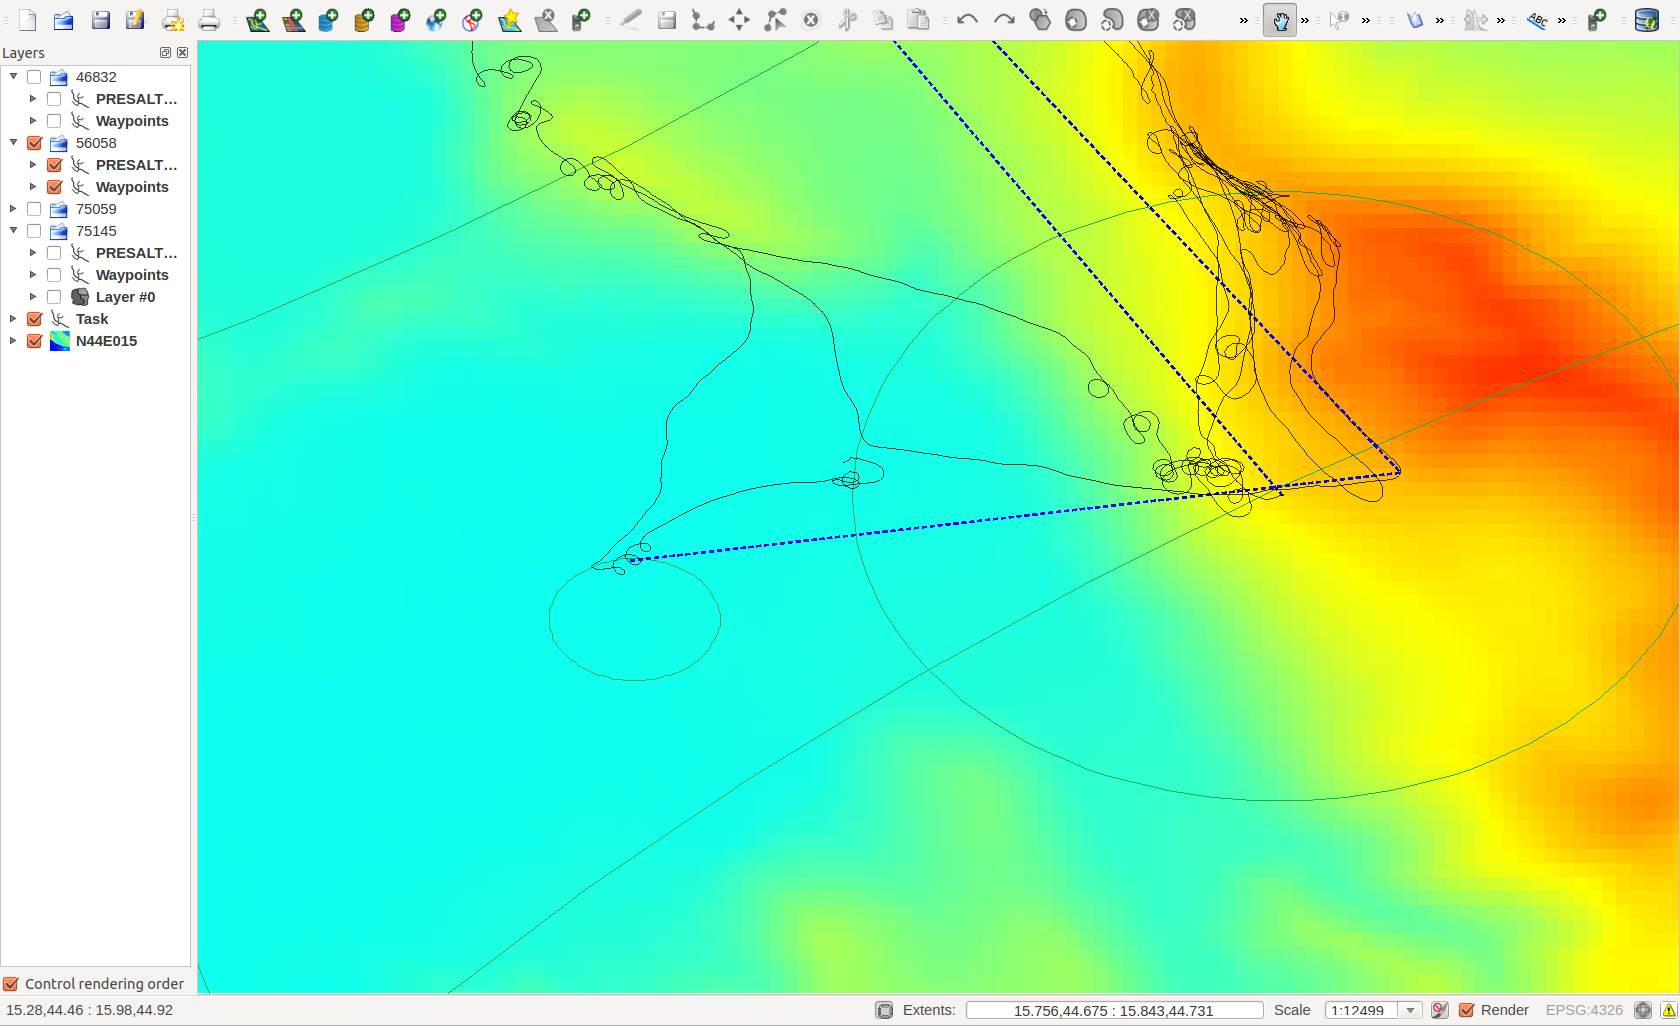 Layers
46832
PRESALT...
Waypoints
56058
PRESALT...
Waypoints
75059
75145
PRESALT...
Waypoints
Layer #0
Task
N44E015
Control rendering order
ABC
15.28,44.46 : 15.98,44.92
Extents: 15.756,44.675 : 15.843,44.731 Scale 1:12499 Render EPSG:4326